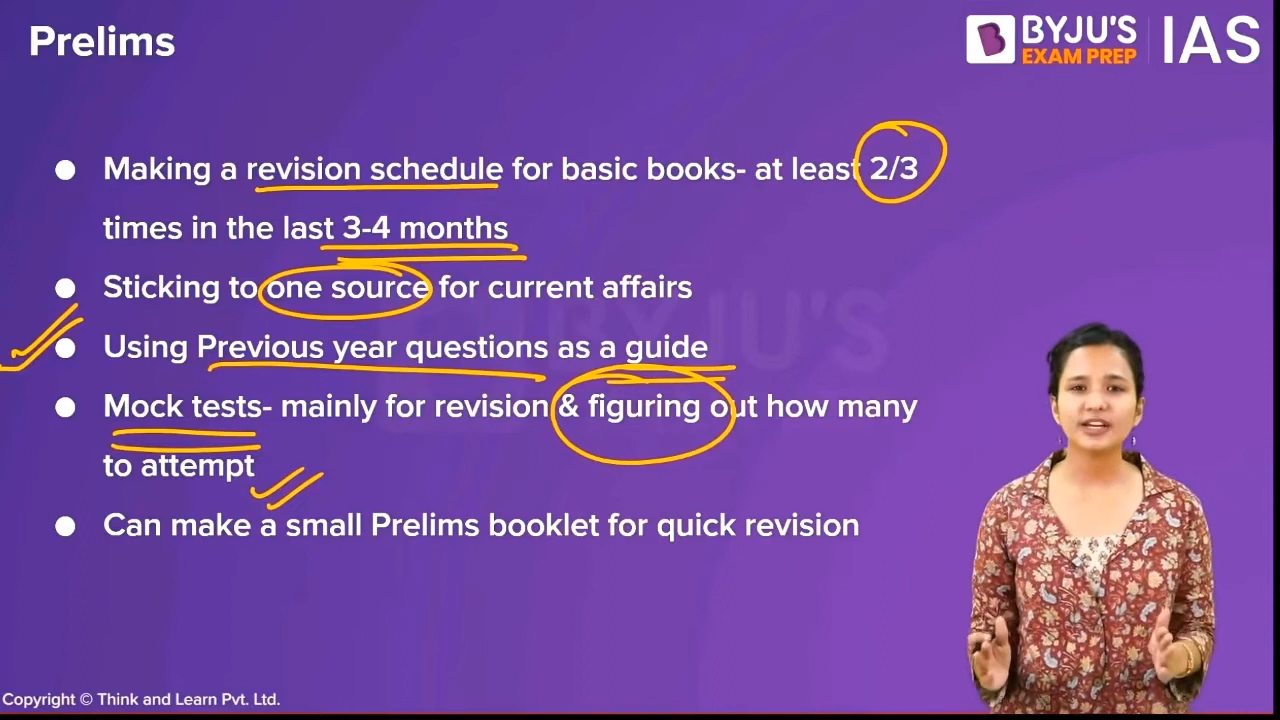 Prelims
BYJU'S
EXAM PREP
IAS
Making a revision schedule for basic books- at least 2/3
times in the last 3-4 months
Sticking to one source for current affairs
Using Previous year questions as a guide
Mock tests- mainly for revision & figuring out how many
to attempt
Can make a small Prelims booklet for quick revision
BYJU'S
Copyright © Think and Learn Pvt. Ltd.